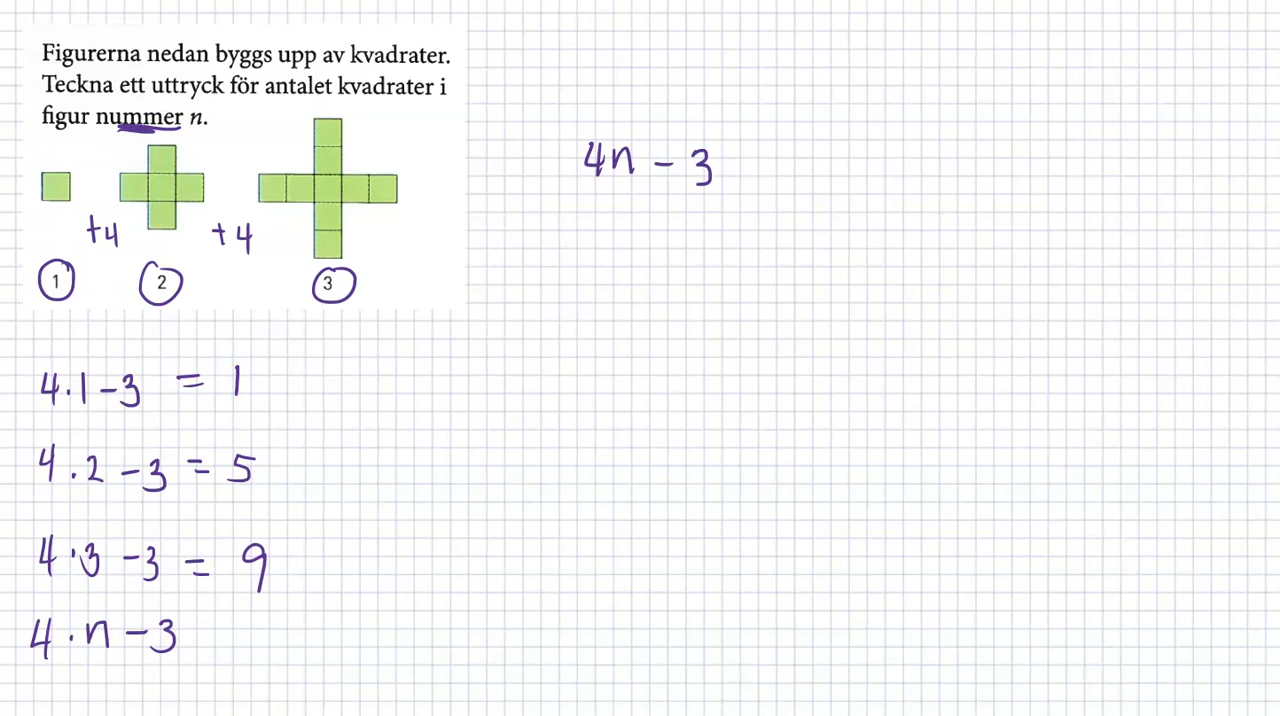 Figurerna nedan byggs upp av kvadrater.
Teckna ett uttryck för antalet kvadrater i
figur nummer n.
+4 +4
1 2 3
4n - 3
4·1 - 3 = 1
4·2 - 3 = 5
4·3 - 3 = 9
4·n - 3